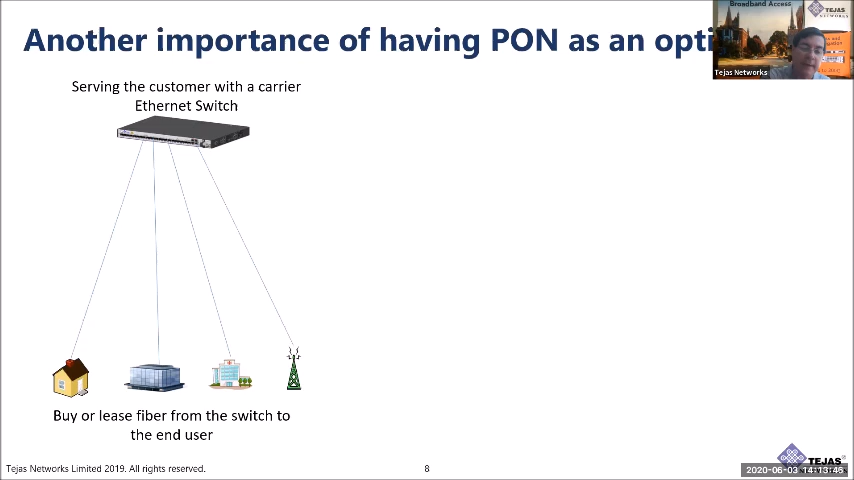 Another importance of having PON as an opti
Broadband Access
TEJAS
NETWORKS
Tejas Networks
Serving the customer with a carrier
Ethernet Switch
Buy or lease fiber from the switch to
the end user
Tejas Networks Limited 2019. All rights reserved.
8
TEJAS
2020-06-03 14:13:46